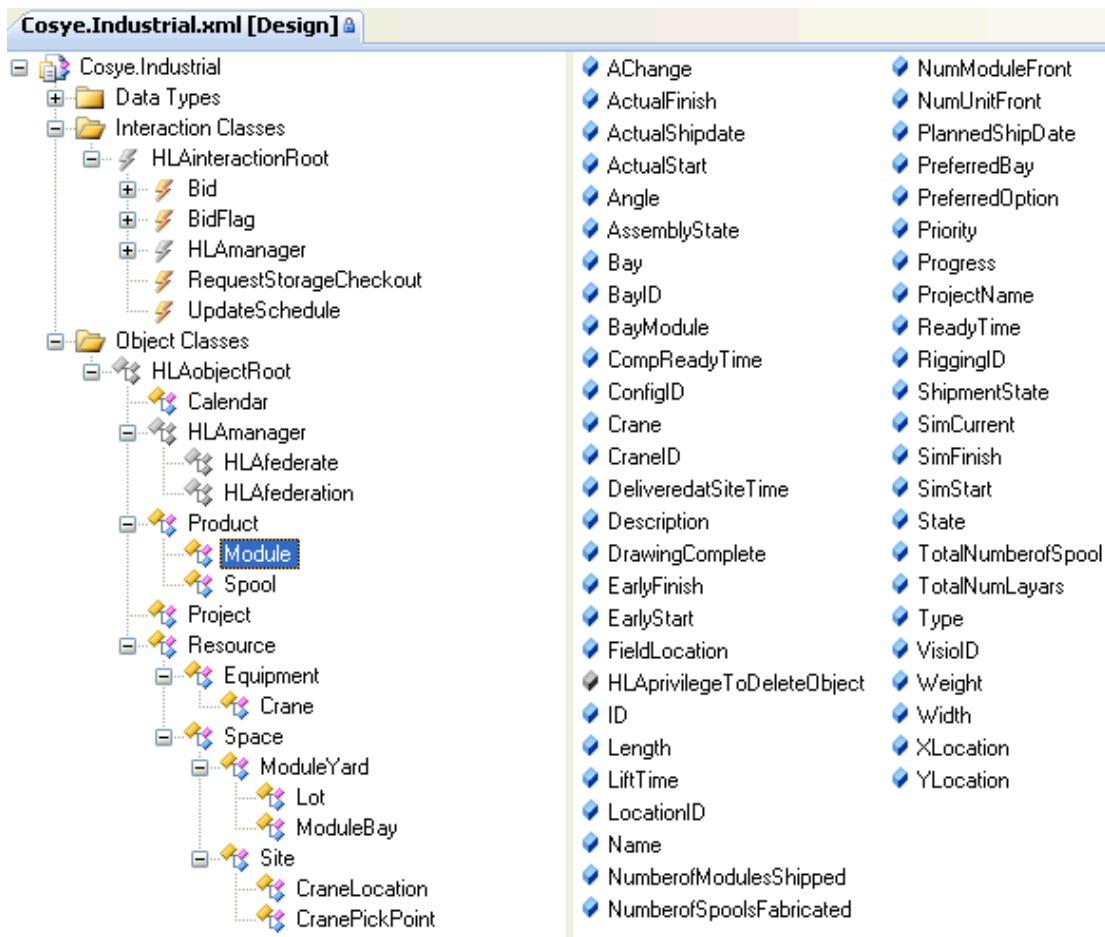 Cosye.Industrial.xml [Design]
Cosye.Industrial
Data Types
Interaction Classes
HLAinteractionRoot
Bid
BidFlag
HLAmanager
RequestStorageCheckout
UpdateSchedule
Object Classes
HLAobjectRoot
Calendar
HLAmanager
HLAfederate
HLAfederation
Product
Module
Spool
Project
Resource
Equipment
Crane
Space
ModuleYard
Lot
ModuleBay
Site
CraneLocation
CranePickPoint
AChange
ActualFinish
ActualShipdate
ActualStart
Angle
AssemblyState
Bay
BayID
BayModule
CompReadyTime
ConfigID
Crane
CraneID
DeliveredatSiteTime
Description
DrawingComplete
EarlyFinish
EarlyStart
FieldLocation
HLAprivilegeToDeleteObject
ID
Length
LiftTime
LocationID
Name
NumberofModulesShipped
NumberofSpoolsFabricated
NumModuleFront
NumUnitFront
PlannedShipDate
PreferredBay
PreferredOption
Priority
Progress
ProjectName
ReadyTime
RiggingID
ShipmentState
SimCurrent
SimFinish
SimStart
State
TotalNumberofSpool
TotalNumLayars
Type
VisioID
Weight
Width
XLocation
YLocation